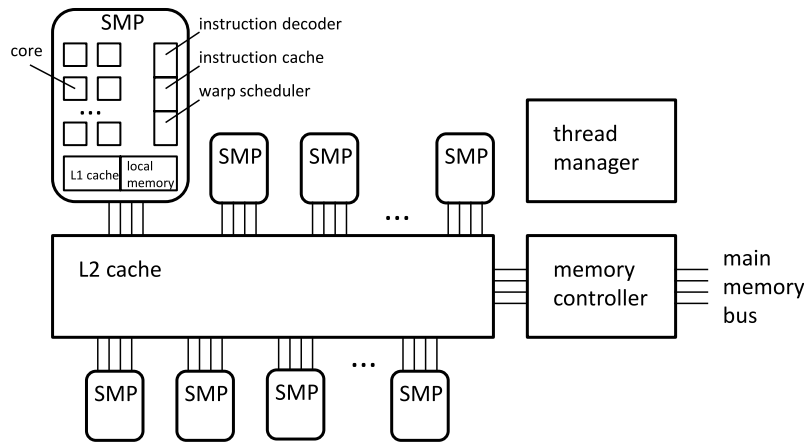 SMP
instruction decoder
core
instruction cache
...
warp scheduler
L1 cache
local
memory
SMP
SMP
SMP
...
thread
manager
L2 cache
memory
controller
main
memory
bus
...
SMP
SMP
SMP
SMP